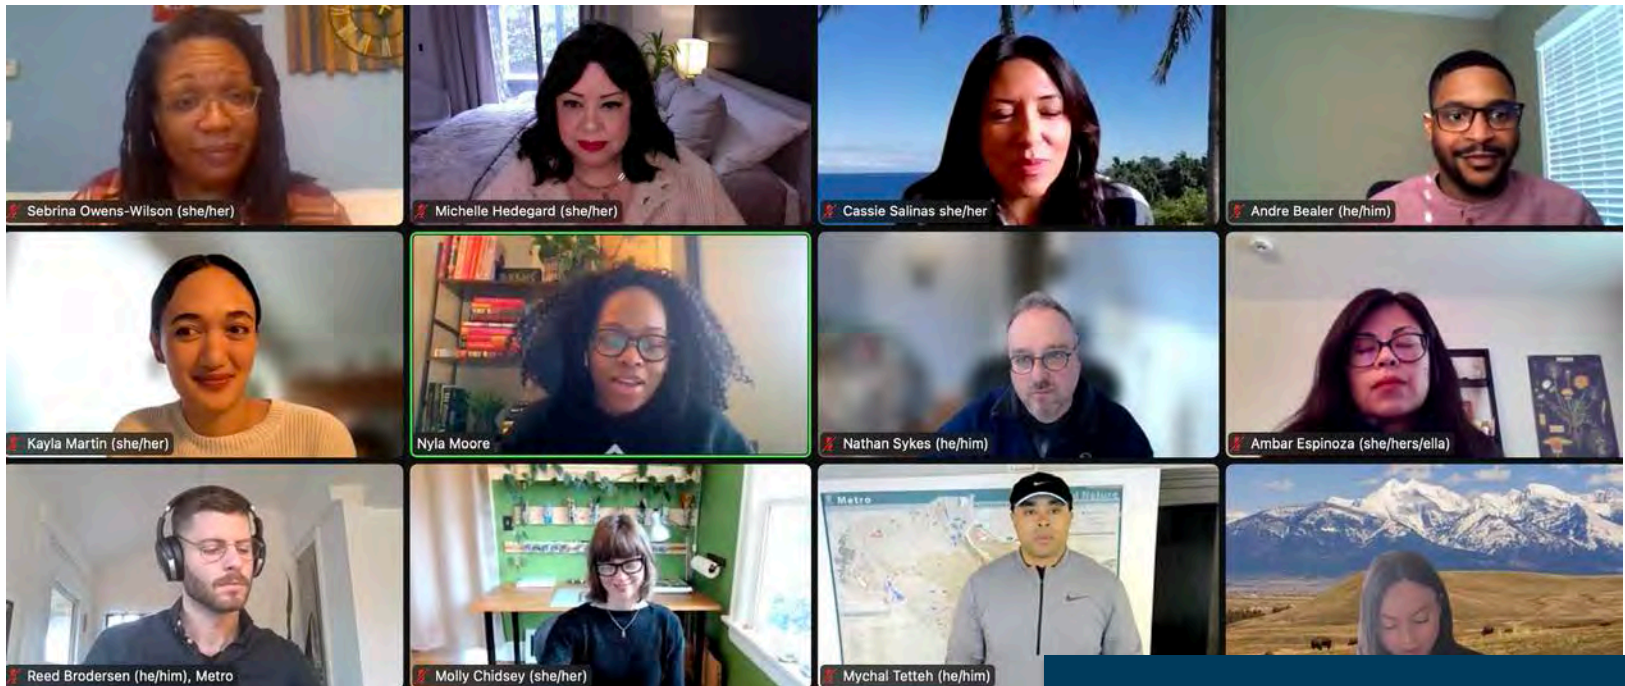 Sebrina Owens-Wilson (she/her)
Michelle Hedegard (she/her)
Cassie Salinas she/her
Andre Bealer (he/him)
Kayla Martin (she/her)
Nyla Moore
Nathan Sykes (he/him)
Ambar Espinoza (she/hers/ella)
Metro
Nature
Reed Brodersen (he/him), Metro
Molly Chidsey (she/her)
Mychal Tetteh (he/him)